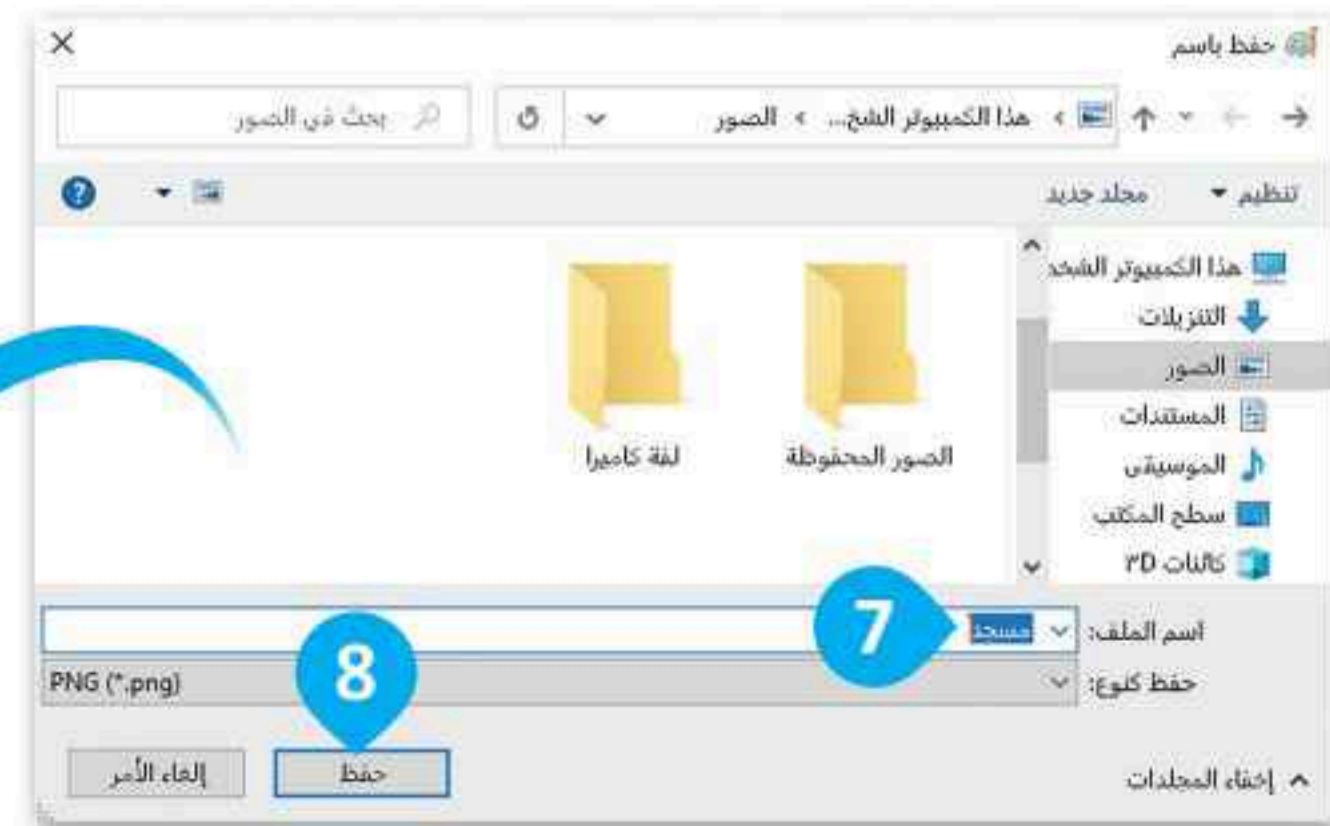 حفظ باسم
هذا الكمبيوتر الشخ... › الصور
بحث في الصور
تنظيم
مجلد جديد
هذا الكمبيوتر الشخص
التنزيلات
الصور
المستندات
الموسيقى
سطح المكتب
كائنات ٣D
الصور المحفوظة
لفة كاميرا
اسم الملف: مسجد
7
حفظ كنوع: PNG (*.png)
8
حفظ
إلغاء الأمر
إخفاء المجلدات